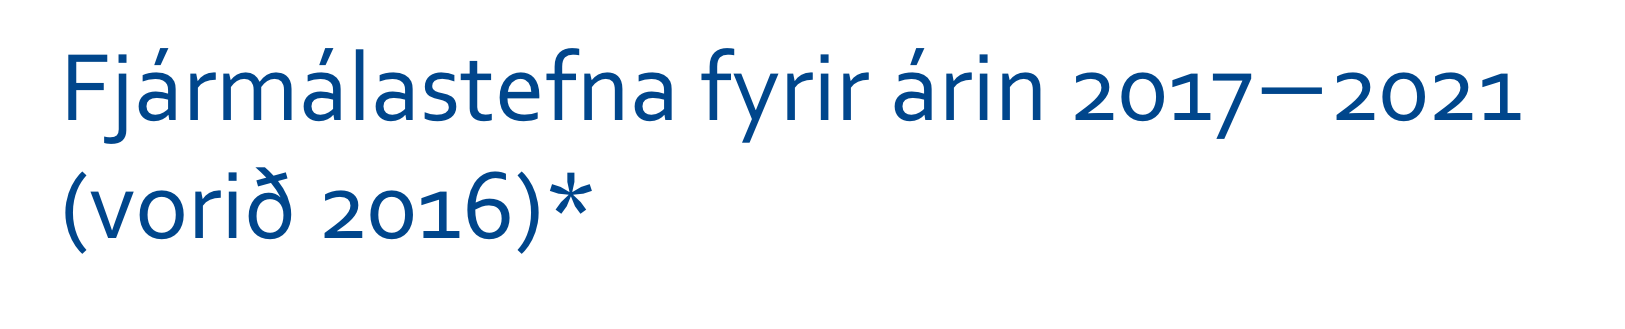 Fjármálastefna fyrir árin 2017—2021
(vorið 2016)*